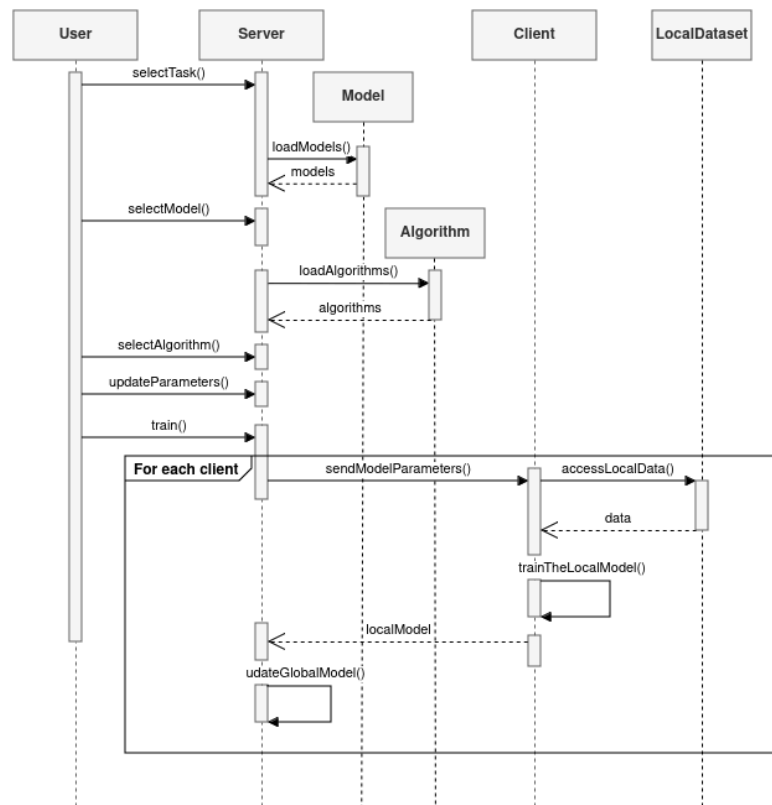 User
Server
Client
LocalDataset
selectTask()
Model
loadModels()
models
selectModel()
Algorithm
loadAlgorithms()
algorithms
selectAlgorithm()
updateParameters()
train()
For each client
sendModelParameters()
accessLocalData()
data
trainTheLocalModel()
localModel
udateGlobalModel()